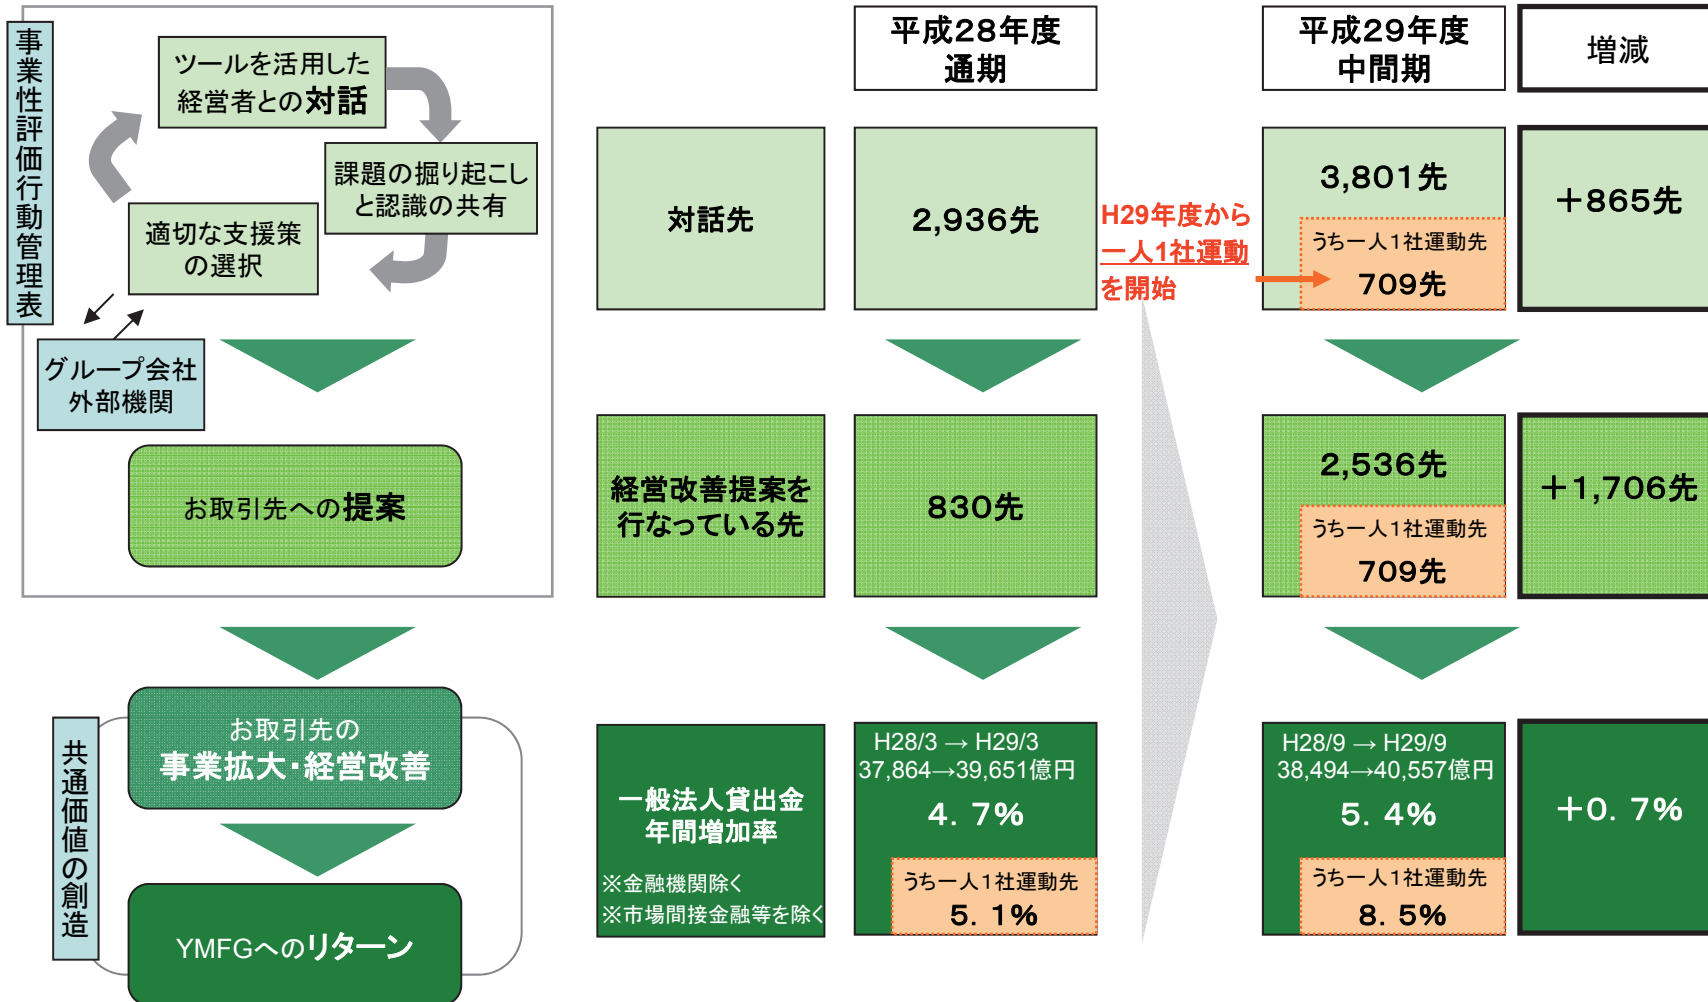 事業性評価行動管理表
ツールを活用した
経営者との対話
課題の掘り起こし
と認識の共有
適切な支援策
の選択
グループ会社
外部機関
お取引先への提案
共通価値の創造
お取引先の
事業拡大・経営改善
YMFGへのリターン
平成28年度
通期
平成29年度
中間期
増減
対話先
2,936先
H29年度から
一人1社運動
を開始
3,801先
うち一人1社運動先
709先
＋865先
経営改善提案を
行なっている先
830先
2,536先
うち一人1社運動先
709先
＋1,706先
一般法人貸出金
年間増加率
※金融機関除く
※市場間接金融等を除く
H28/3 → H29/3
37,864→39,651億円
4.7%
うち一人1社運動先
5.1%
H28/9 → H29/9
38,494→40,557億円
5.4%
うち一人1社運動先
8.5%
＋0.7%